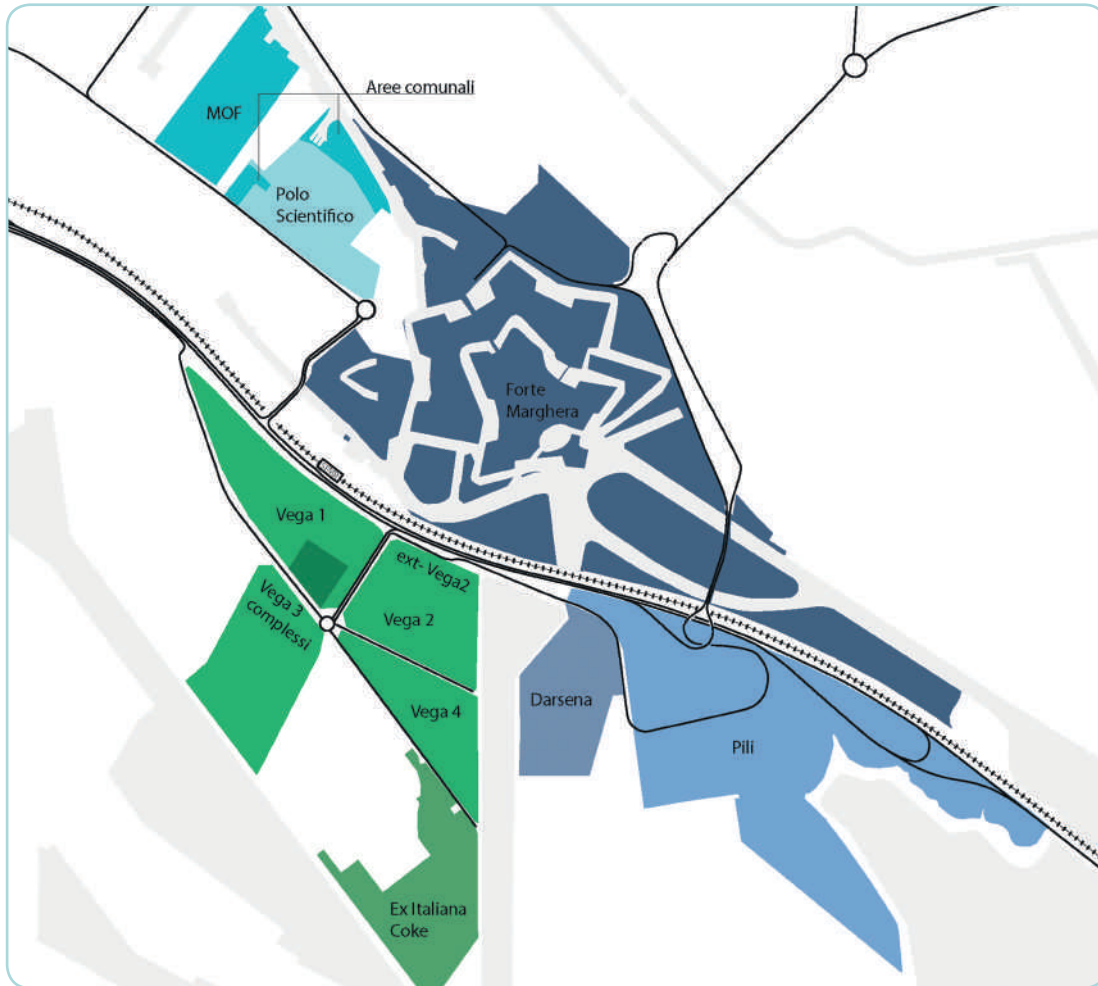 Aree comunali
MOF
Polo
Scientifico
Forte
Marghera
Vega 1
ext- Vega2
Vega 3
complessi
Vega 2
Vega 4
Darsena
Pili
Ex Italiana
Coke